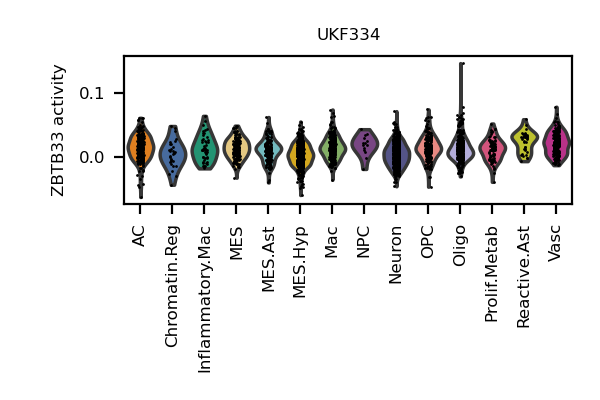 UKF334
ZBTB33 activity
0.1
0.0
AC
Chromatin.Reg
Inflammatory.Mac
MES
MES.Ast
MES.Hyp
Mac
NPC
Neuron
OPC
Oligo
Prolif.Metab
Reactive.Ast
Vasc